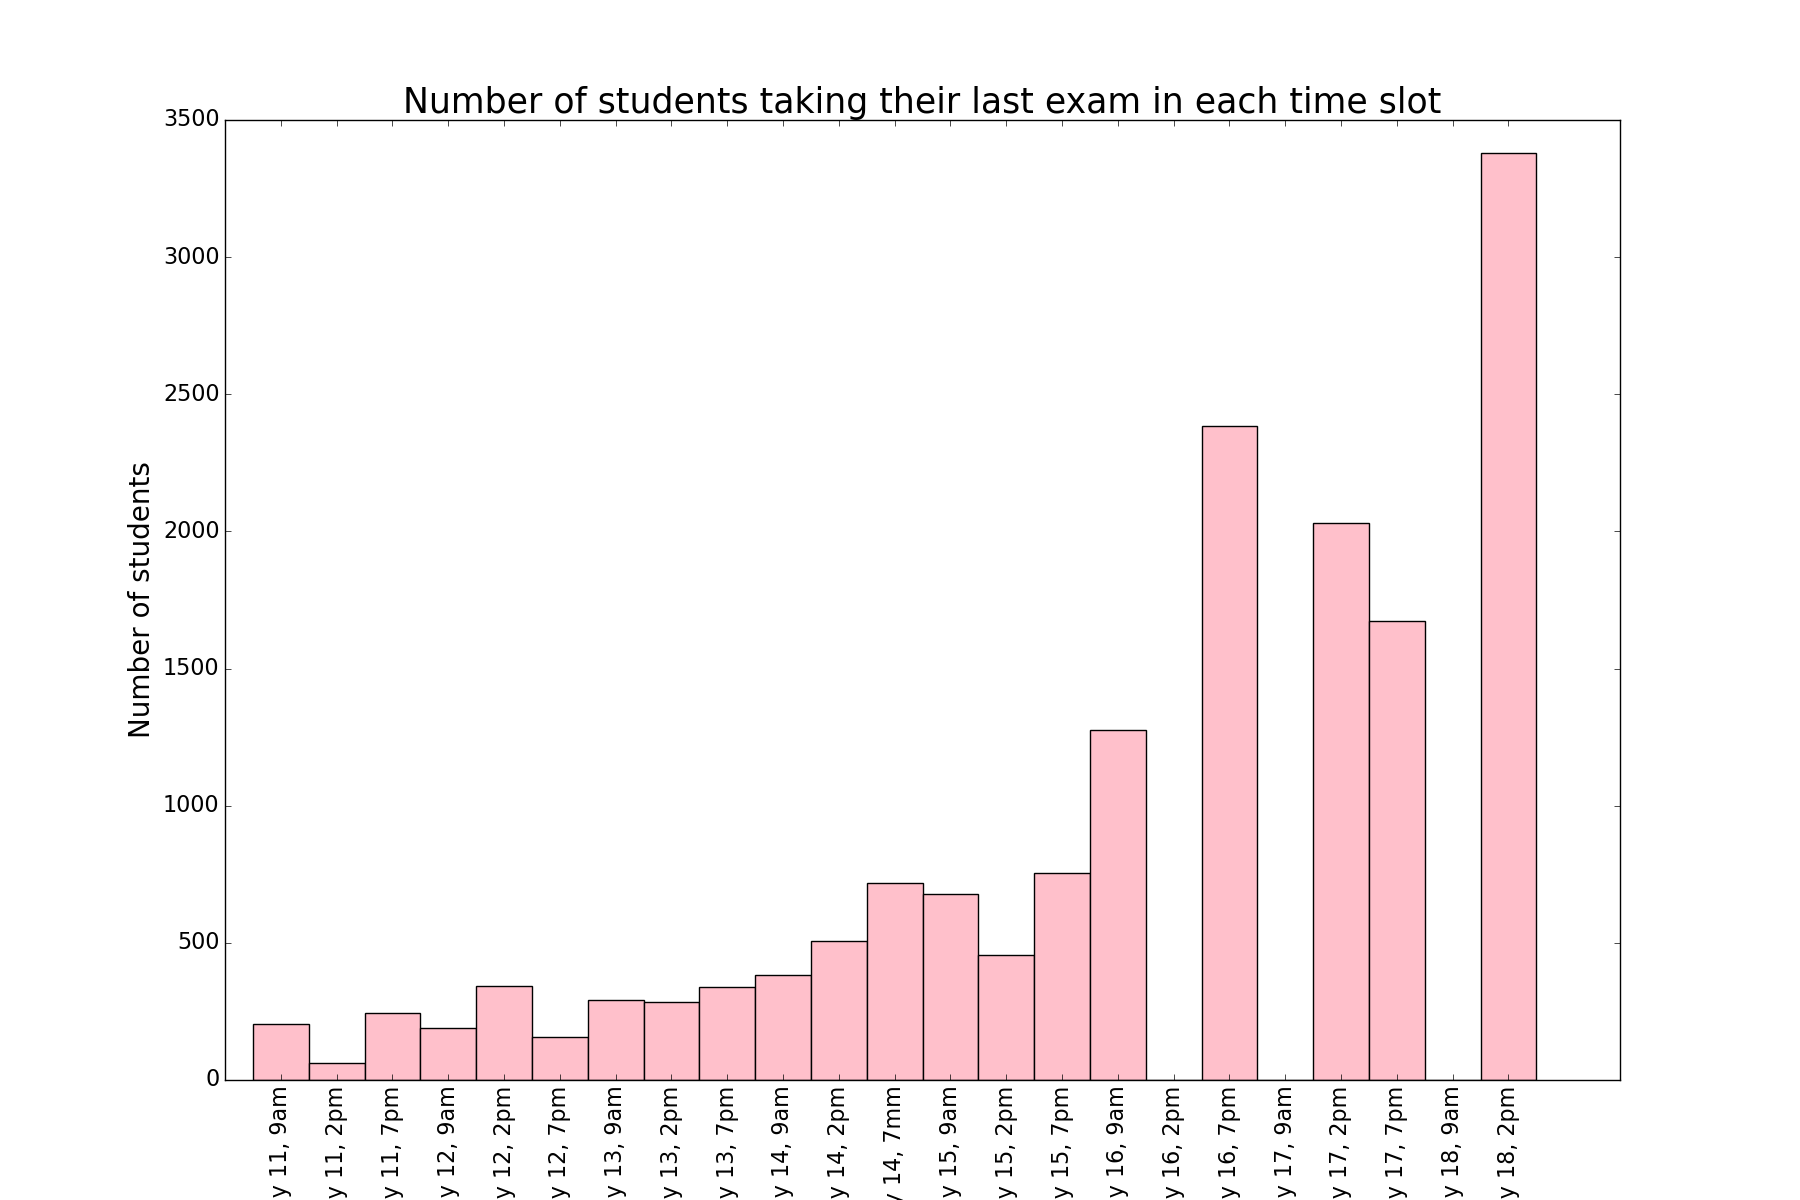 Number of students taking their last exam in each time slot
3500
3000
2500
2000
1500
1000
500
0
Number of students
y 11, 9am
y 11, 2pm
y 11, 7pm
y 12, 9am
y 12, 2pm
y 12, 7pm
y 13, 9am
y 13, 2pm
y 13, 7pm
y 14, 9am
y 14, 2pm
y 14, 7mm
y 15, 9am
y 15, 2pm
y 15, 7pm
y 16, 9am
y 16, 2pm
y 16, 7pm
y 17, 9am
y 17, 2pm
y 17, 7pm
y 18, 9am
y 18, 2pm